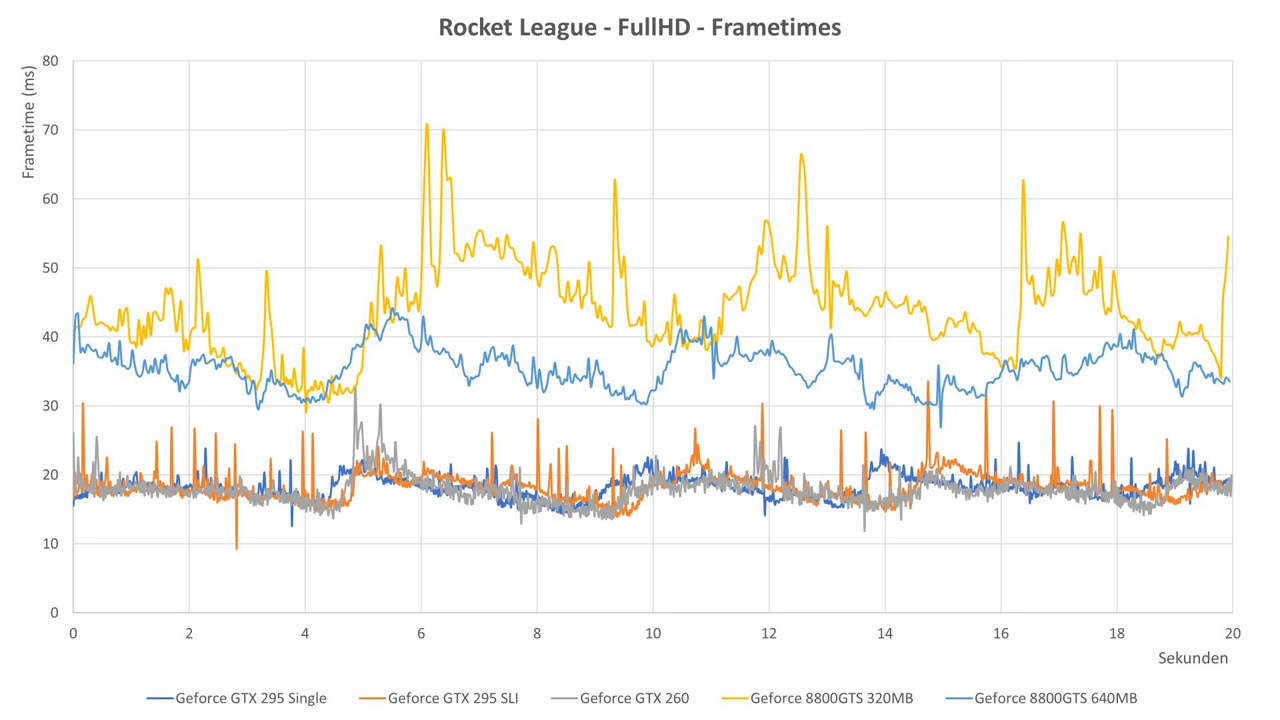 Rocket League - FullHD - Frametimes
Frametime (ms)
80
70
60
50
40
30
20
10
0
0 2 4 6 8 10 12 14 16 18 20
Sekunden
Geforce GTX 295 Single Geforce GTX 295 SLI Geforce GTX 260 Geforce 8800GTS 320MB Geforce 8800GTS 640MB